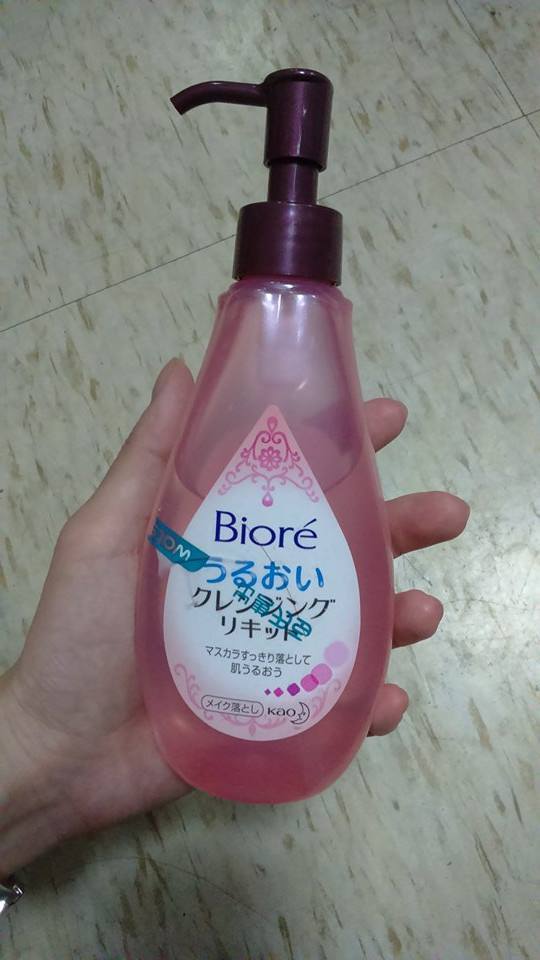 Bioré
うるおい
クレンジング
リキッド
マスカラすっきり落として
肌うるおう
メイク落とし
Kao